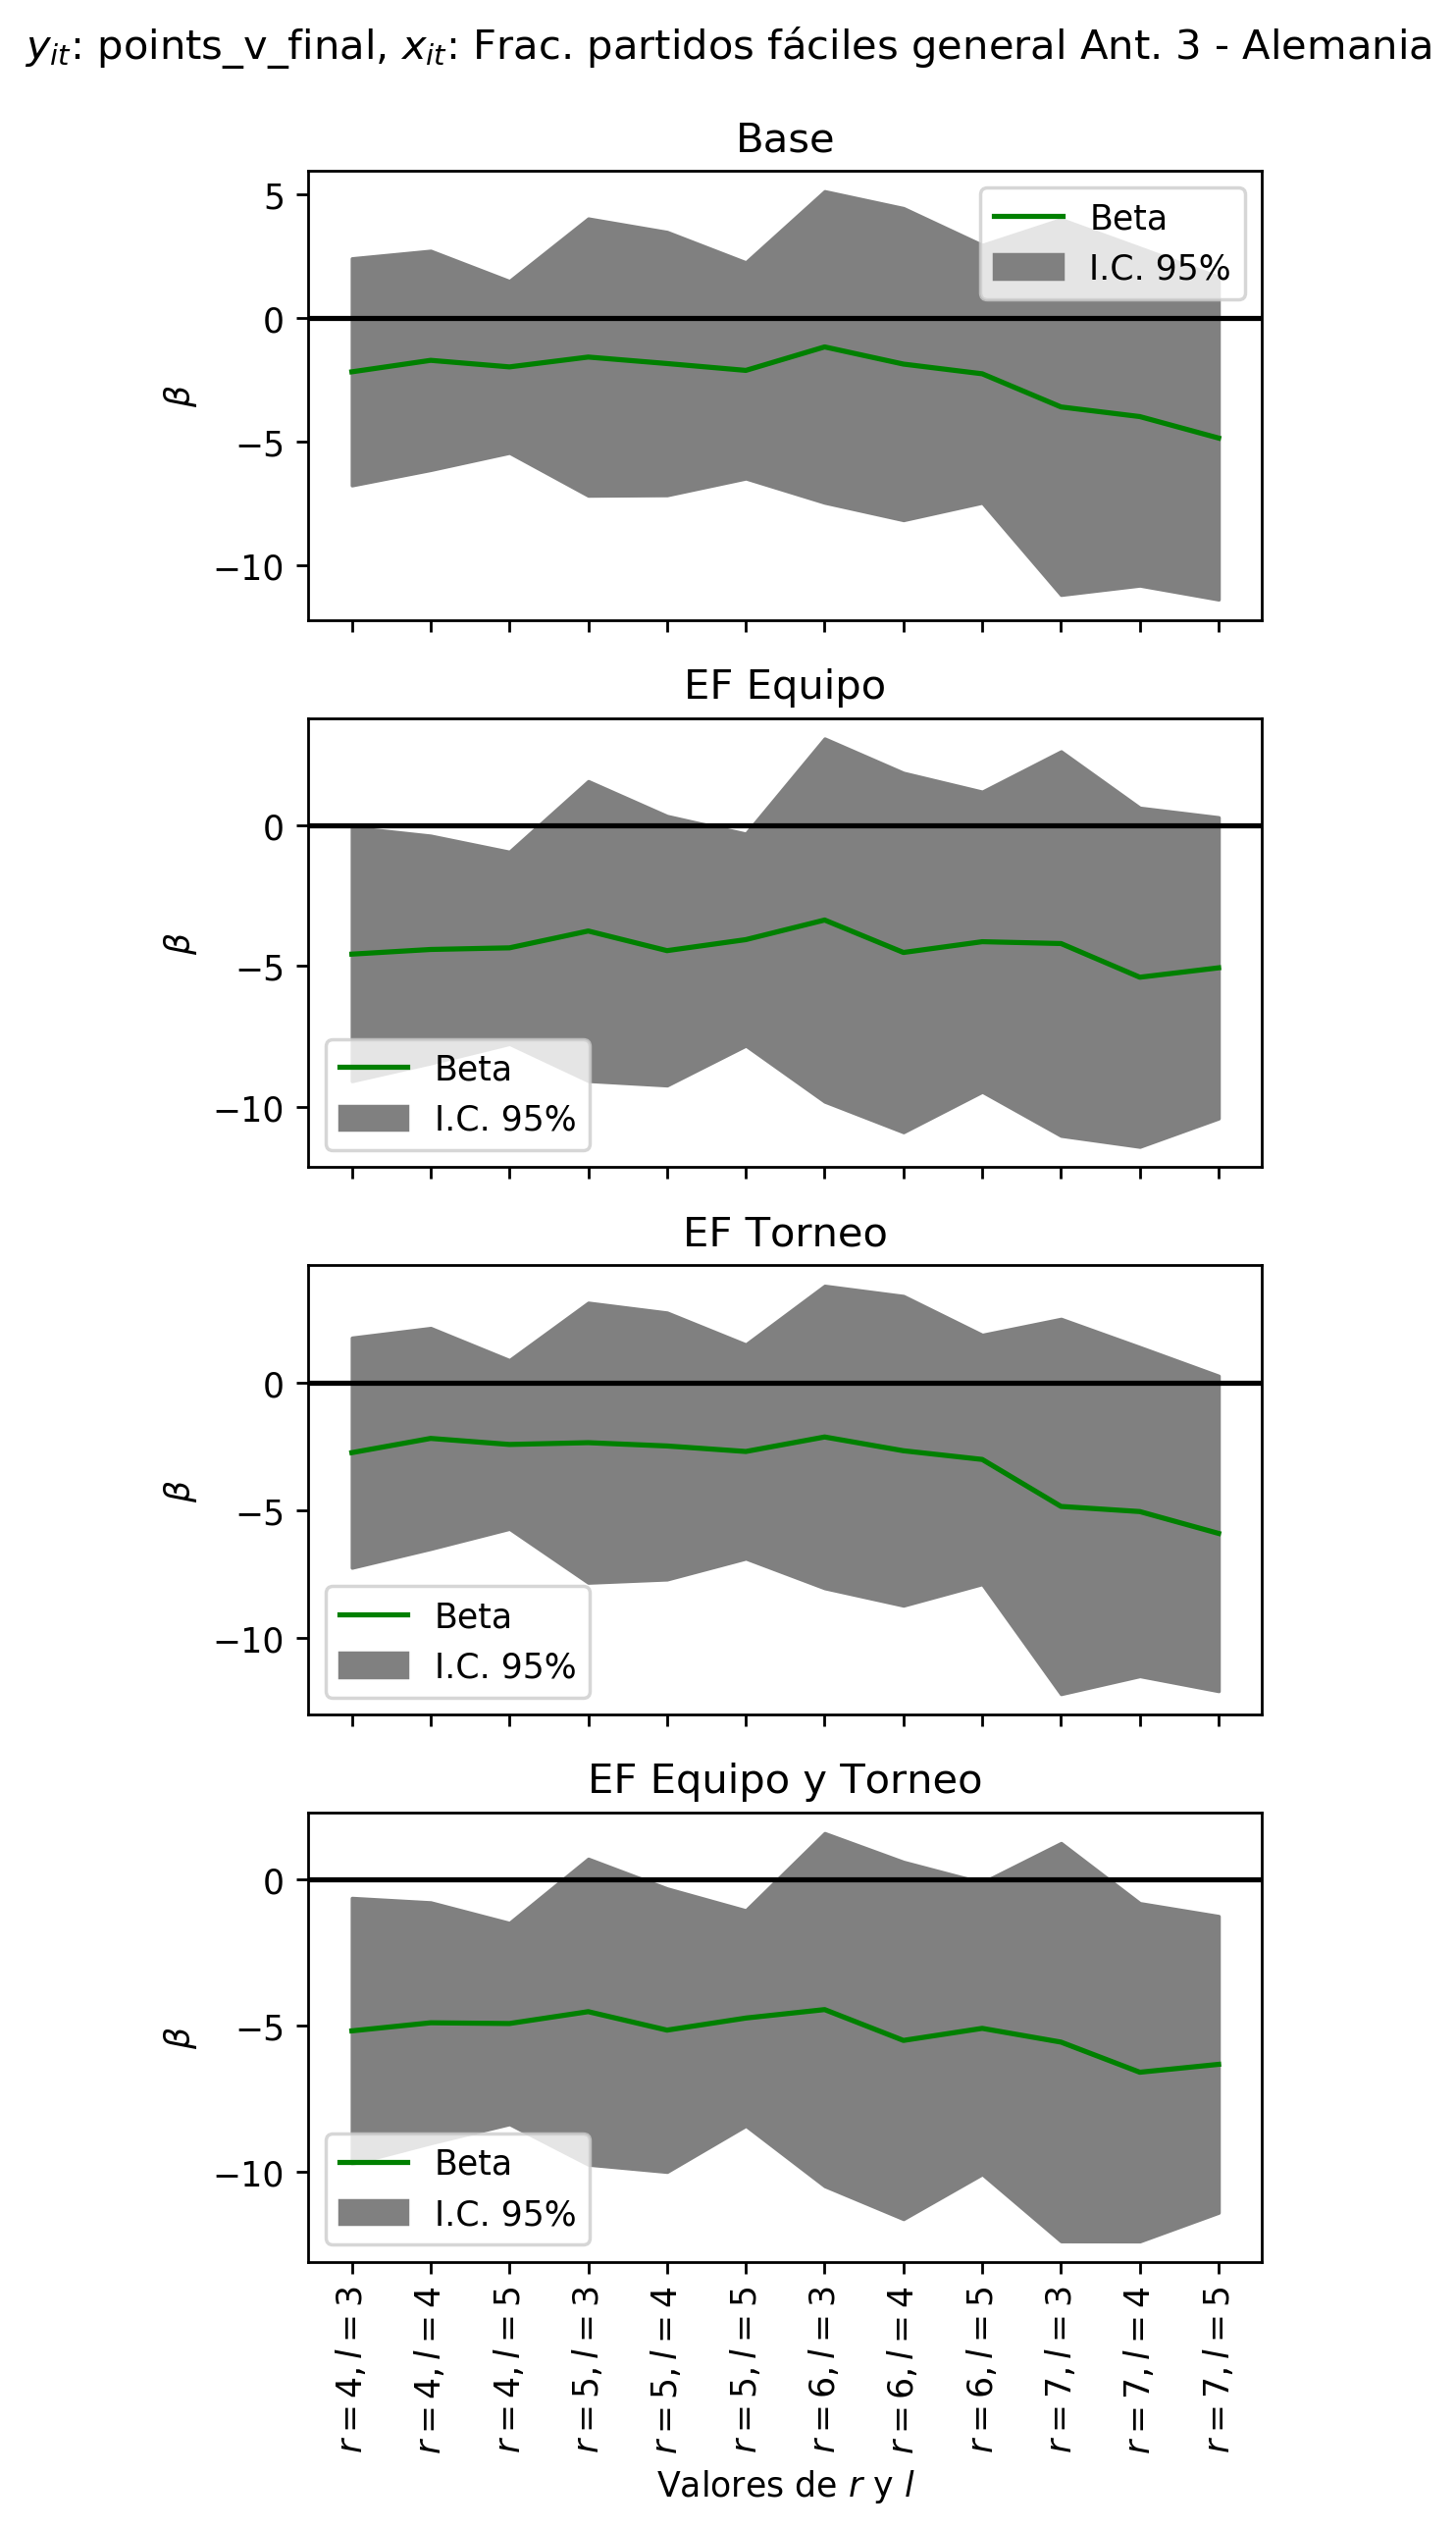 y_it: points_v_final, x_it: Frac. partidos fáciles general Ant. 3 - Alemania
Base
5
0
−5
−10
β
Beta
I.C. 95%
EF Equipo
0
−5
−10
β
Beta
I.C. 95%
EF Torneo
0
−5
−10
β
Beta
I.C. 95%
EF Equipo y Torneo
0
−5
−10
β
Beta
I.C. 95%
r = 4, l = 3
r = 4, l = 4
r = 4, l = 5
r = 5, l = 3
r = 5, l = 4
r = 5, l = 5
r = 6, l = 3
r = 6, l = 4
r = 6, l = 5
r = 7, l = 3
r = 7, l = 4
r = 7, l = 5
Valores de r y l